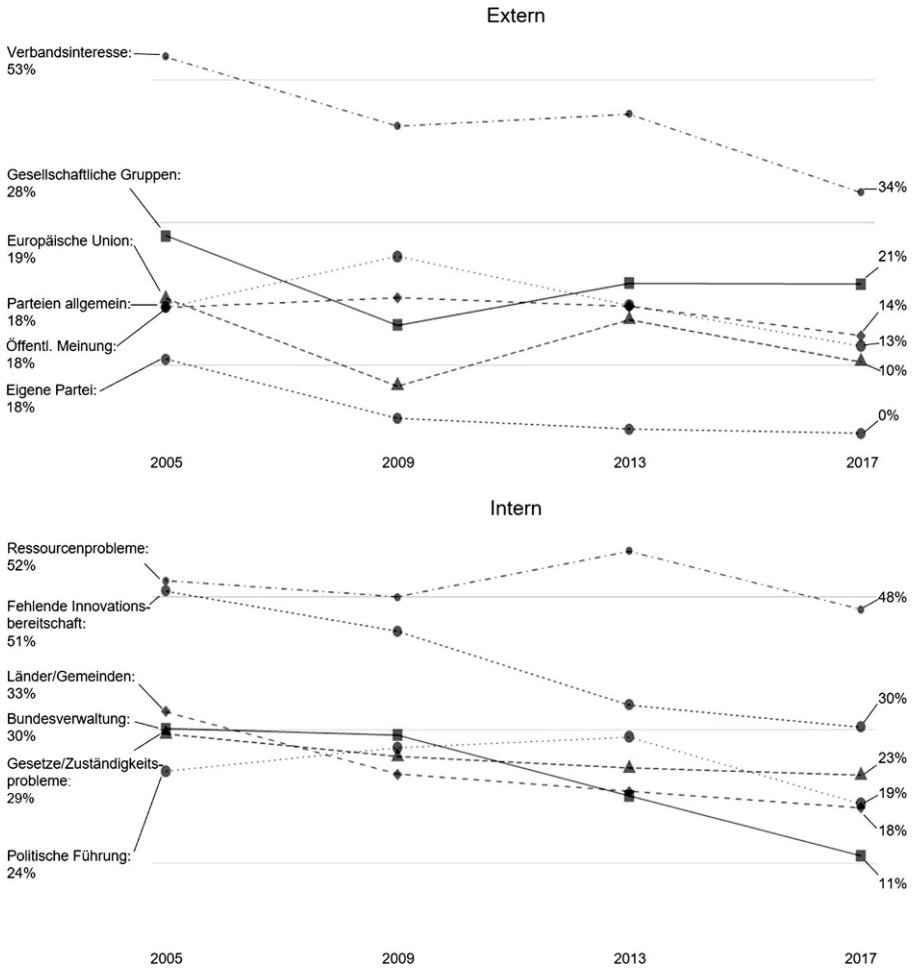 Extern
Verbandsinteresse:
53%
34%
Gesellschaftliche Gruppen:
28%
21%
Europäische Union:
19%
Parteien allgemein:
18%
14%
Öffentl. Meinung:
18%
13%
10%
Eigene Partei:
18%
0%
2005 2009 2013 2017
Intern
Ressourcenprobleme:
52%
48%
Fehlende Innovations-
bereitschaft:
51%
30%
Länder/Gemeinden:
33%
Bundesverwaltung:
30%
Gesetze/Zuständigkeits-
probleme:
29%
23%
19%
18%
Politische Führung:
24%
11%
2005 2009 2013 2017